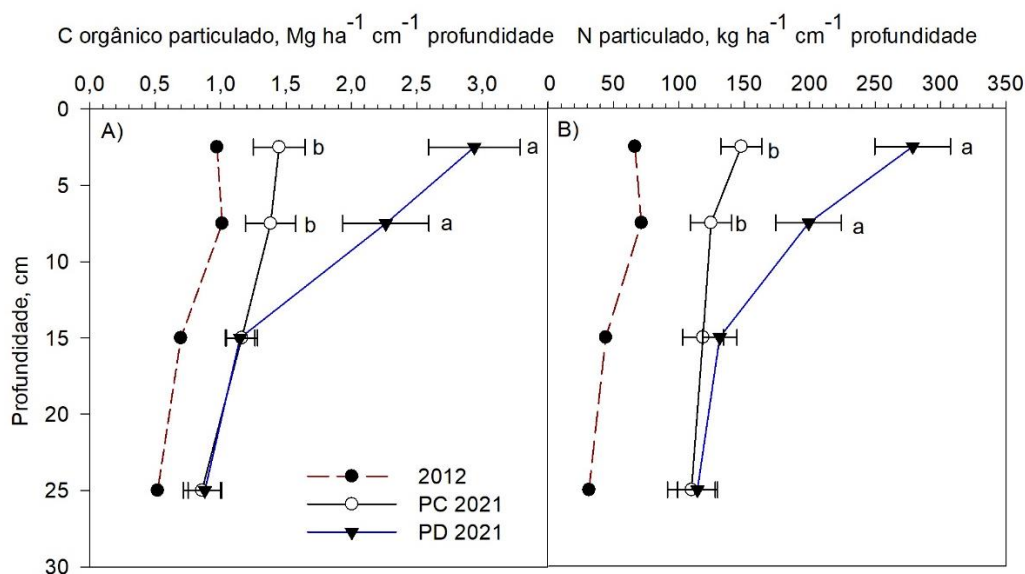 C orgânico particulado, Mg ha⁻¹ cm⁻¹ profundidade
N particulado, kg ha⁻¹ cm⁻¹ profundidade
0,0 0,5 1,0 1,5 2,0 2,5 3,0
0 50 100 150 200 250 300 350
0
A)
b
a
B)
b
a
5
b
a
b
a
10
15
20
25
30
Profundidade, cm
2012
PC 2021
PD 2021